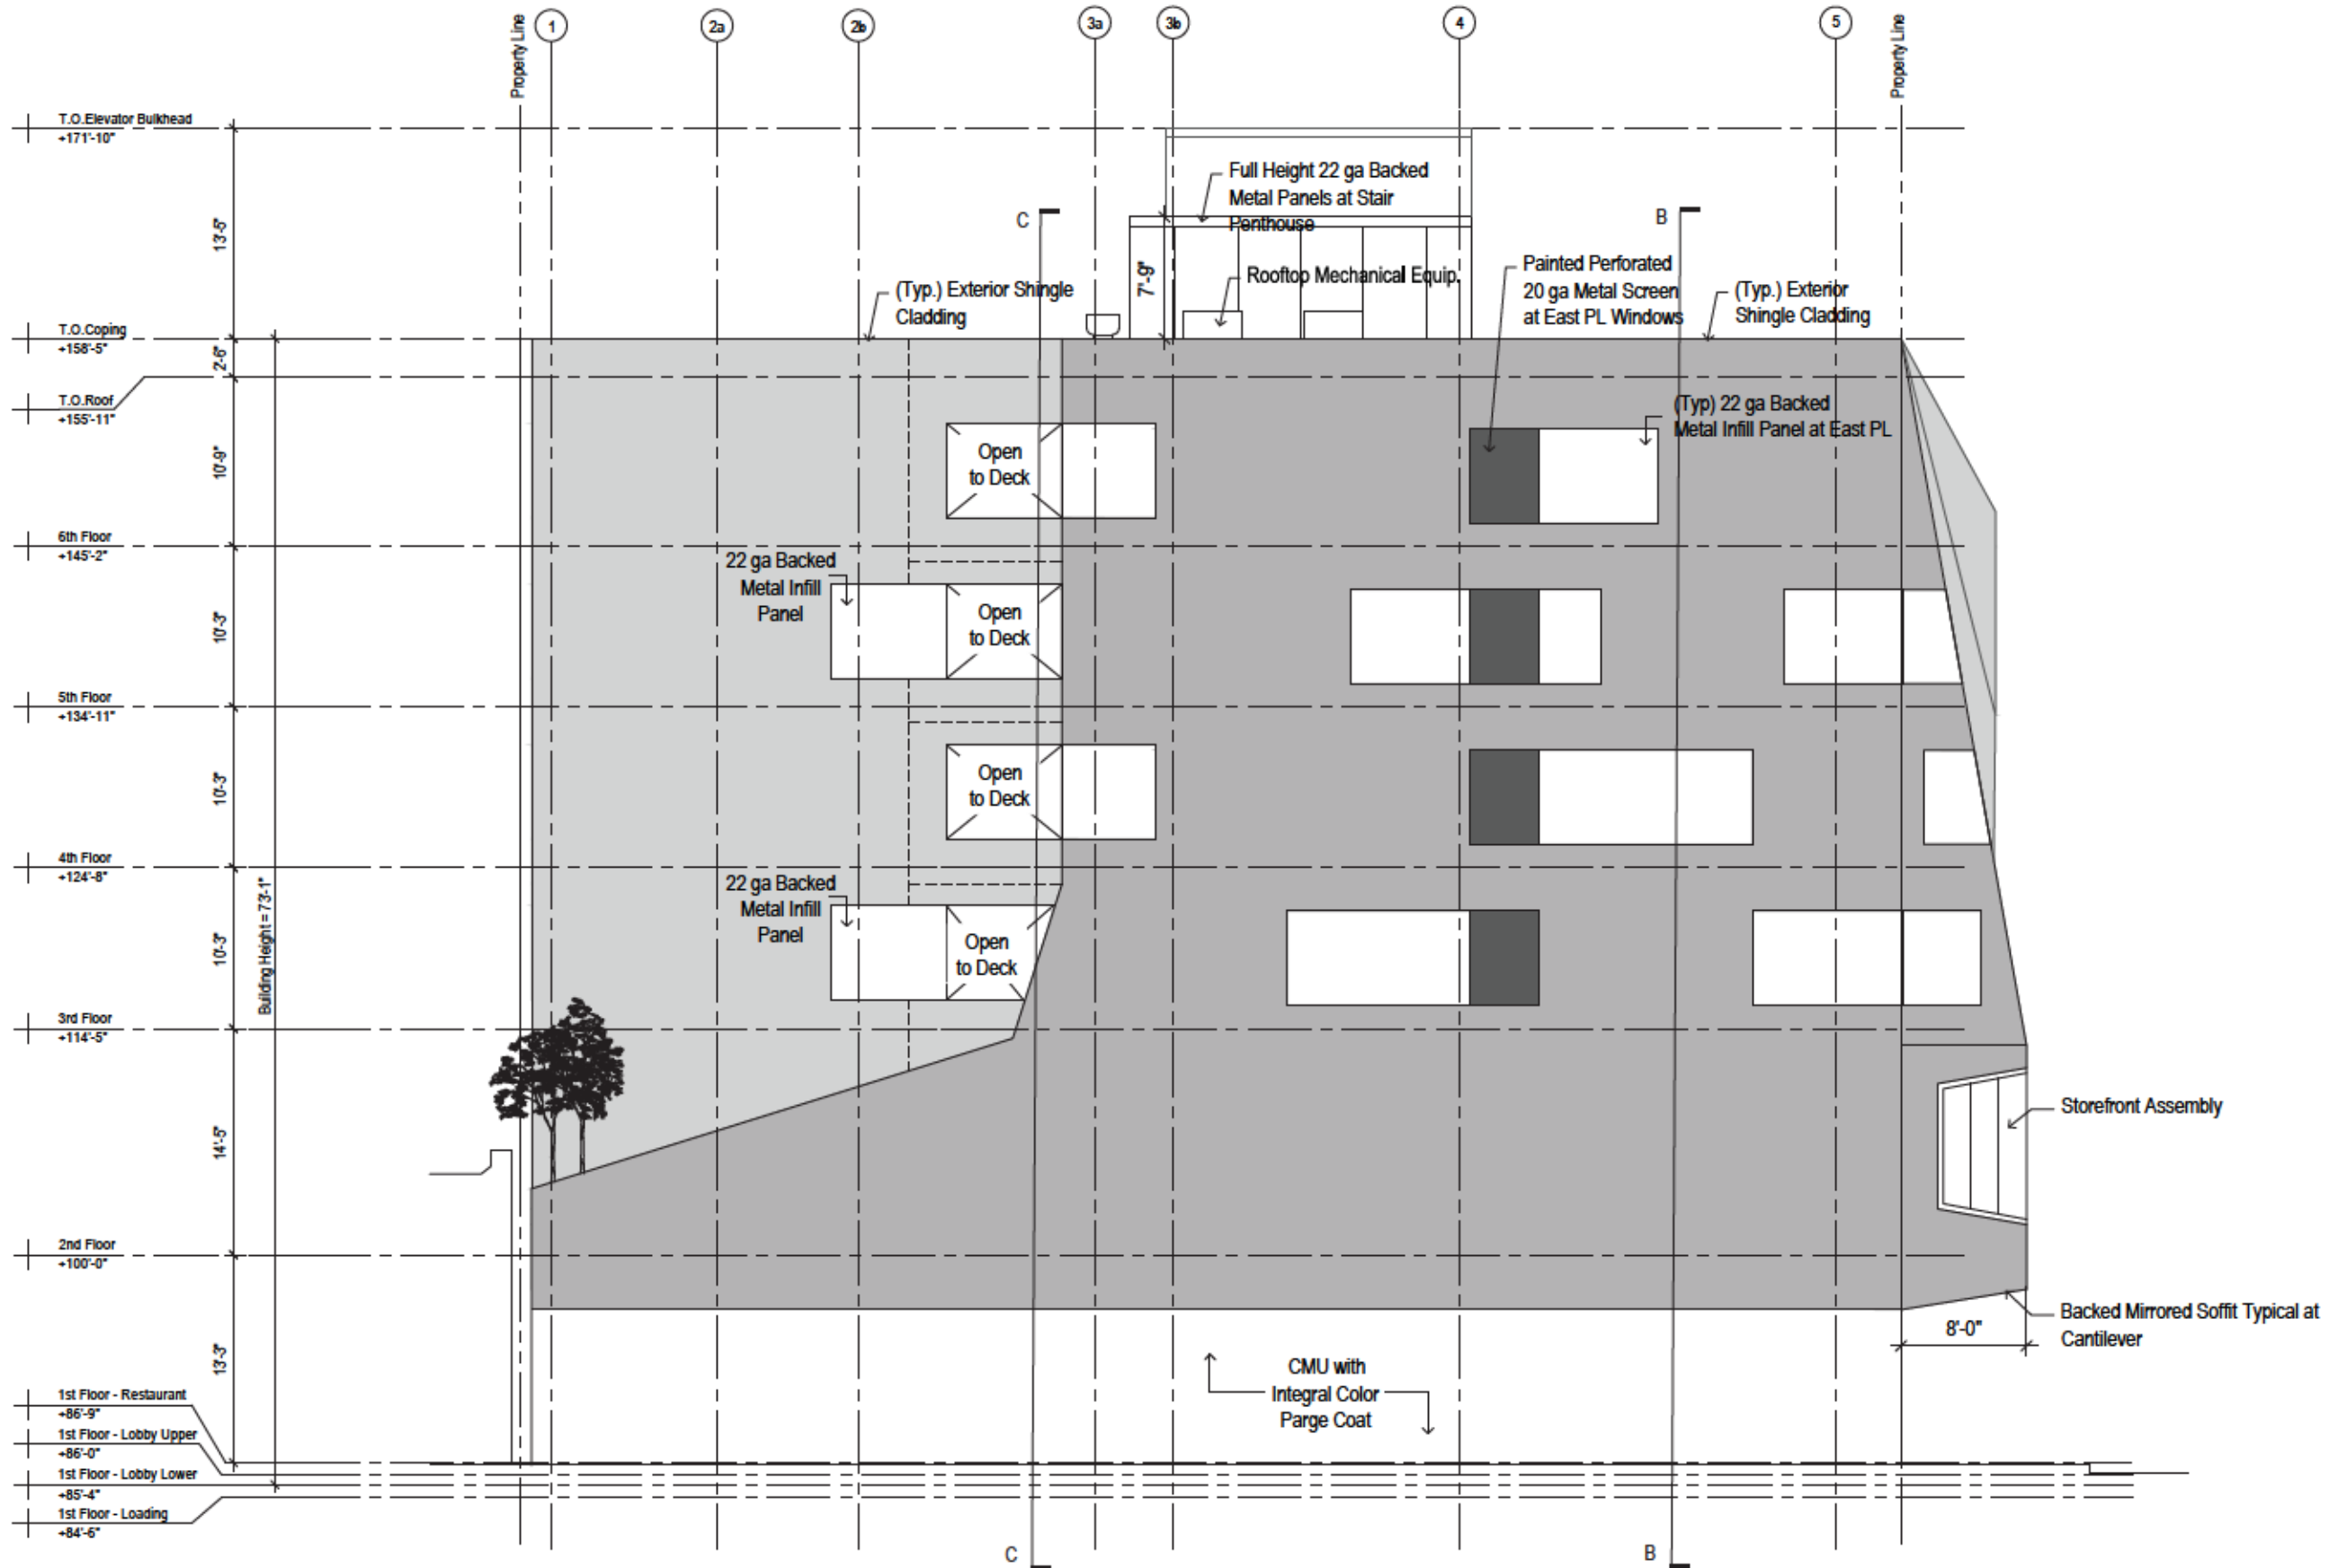 Property Line
1
2a
2b
3a
3b
4
5
Property Line
T.O.Elevator Bulkhead
+171'-10"
13'-5"
T.O.Coping
+158'-5"
2'-6"
T.O.Roof
+155'-11"
10'-9"
6th Floor
+145'-2"
10'-3"
5th Floor
+134'-11"
10'-3"
4th Floor
+124'-8"
10'-3"
Building Height = 73'-1"
3rd Floor
+114'-5"
14'-5"
2nd Floor
+100'-0"
13'-3"
1st Floor - Restaurant
+86'-9"
1st Floor - Lobby Upper
+86'-0"
1st Floor - Lobby Lower
+85'-4"
1st Floor - Loading
+84'-6"
C
B
Full Height 22 ga Backed
Metal Panels at Stair
Penthouse
7'-9"
Rooftop Mechanical Equip.
(Typ.) Exterior Shingle
Cladding
Painted Perforated
20 ga Metal Screen
at East PL Windows
(Typ.) Exterior
Shingle Cladding
(Typ) 22 ga Backed
Metal Infill Panel at East PL
Open
to Deck
22 ga Backed
Metal Infill
Panel
Open
to Deck
Open
to Deck
22 ga Backed
Metal Infill
Panel
Open
to Deck
Storefront Assembly
Backed Mirrored Soffit Typical at
Cantilever
8'-0"
CMU with
Integral Color
Parge Coat
C
B